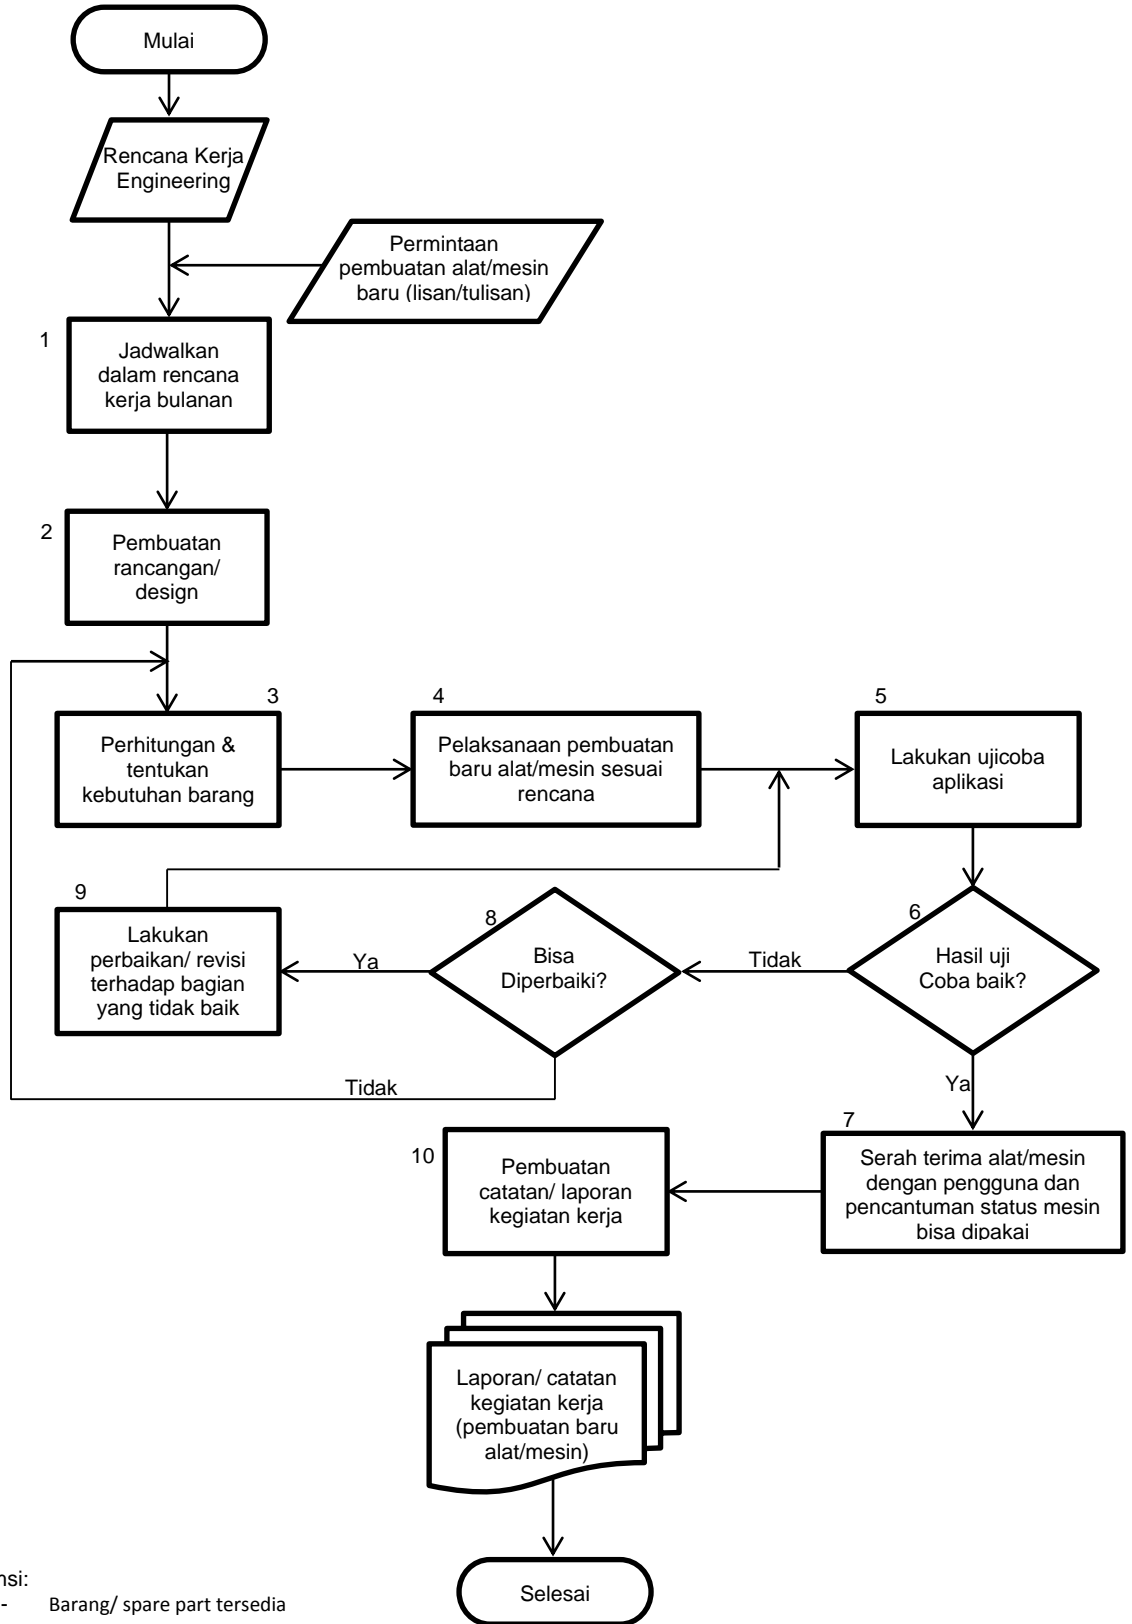 Mulai
Rencana Kerja
Engineering
Permintaan
pembuatan alat/mesin
baru (lisan/tulisan)
1
Jadwalkan
dalam rencana
kerja bulanan
2
Pembuatan
rancangan/
design
3
Perhitungan &
tentukan
kebutuhan barang
4
Pelaksanaan pembuatan
baru alat/mesin sesuai
rencana
5
Lakukan ujicoba
aplikasi
6
Hasil uji
Coba baik?
Tidak
8
Bisa
Diperbaiki?
Ya
9
Lakukan
perbaikan/ revisi
terhadap bagian
yang tidak baik
Tidak
Ya
7
Serah terima alat/mesin
dengan pengguna dan
pencantuman status mesin
bisa dipakai
10
Pembuatan
catatan/ laporan
kegiatan kerja
Laporan/ catatan
kegiatan kerja
(pembuatan baru
alat/mesin)
Selesai
nsi:
- Barang/ spare part tersedia